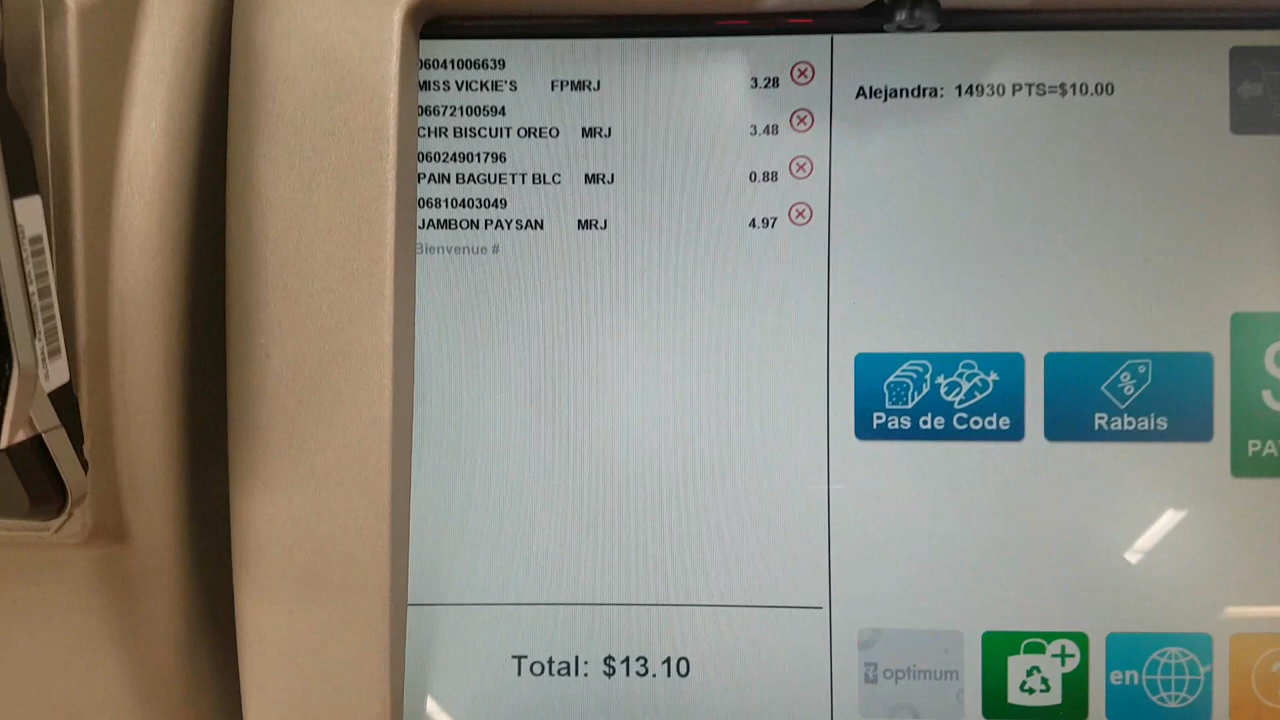 06041006639
MISS VICKIE'S FPMRJ 3.28
06672100594
CHR BISCUIT OREO MRJ 3.48
06024901796
PAIN BAGUETT BLC MRJ 0.88
06810403049
JAMBON PAYSAN MRJ 4.97
Bienvenue #
Total: $13.10
Alejandra: 14930 PTS=$10.00
Pas de Code
Rabais
optimum
en